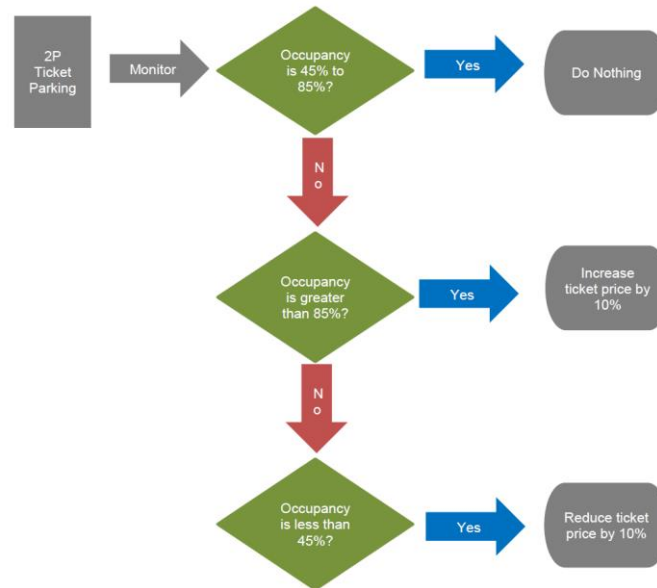 2P
Ticket
Parking
Monitor
Occupancy
is 45% to
85%?
Yes
Do Nothing
N
o
Occupancy
is greater
than 85%?
Yes
Increase
ticket price by
10%
N
o
Occupancy
is less than
45%?
Yes
Reduce ticket
price by 10%